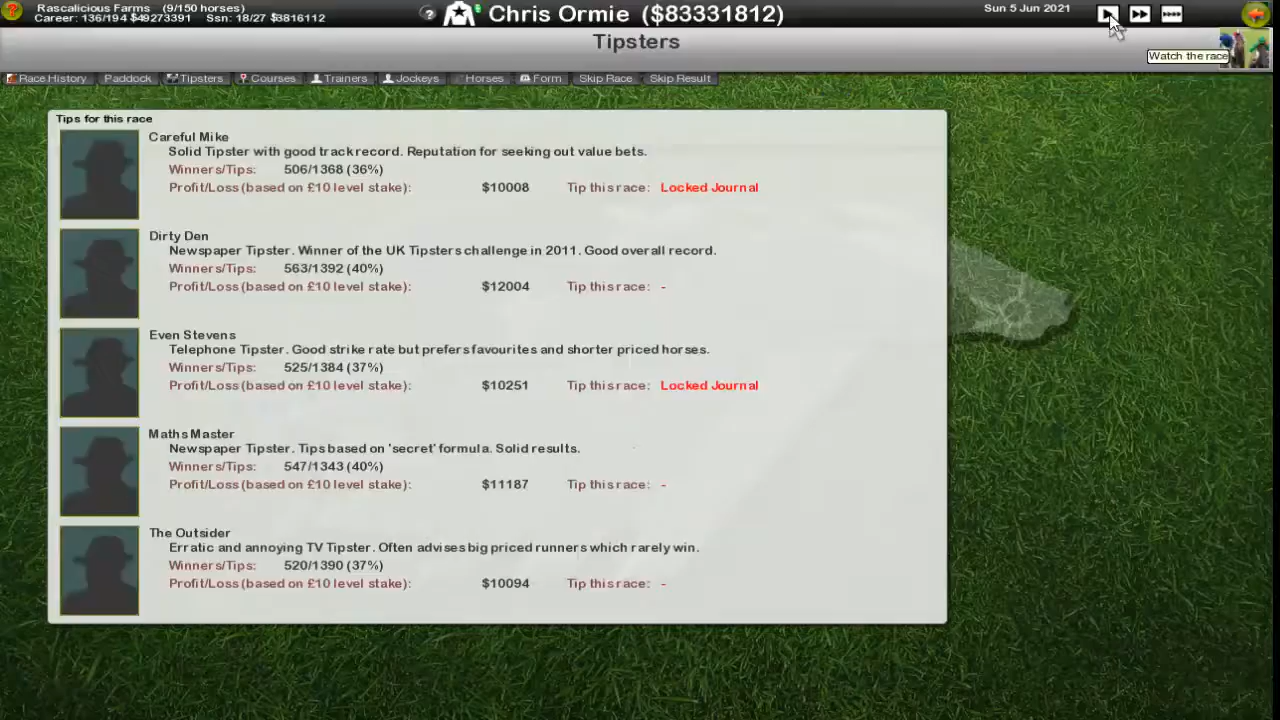 Rascalicious Farms (9/150 horses)
Career: 136/194 $49273391 Ssn: 18/27 $3816112
Chris Ormie ($83331812)
Sun 5 Jun 2021
Tipsters
Watch the race
Race History Paddock Tipsters Courses Trainers Jockeys Horses Form Skip Race Skip Result
Tips for this race
Careful Mike
Solid Tipster with good track record. Reputation for seeking out value bets.
Winners/Tips: 506/1368 (36%)
Profit/Loss (based on £10 level stake): $10008 Tip this race: Locked Journal
Dirty Den
Newspaper Tipster. Winner of the UK Tipsters challenge in 2011. Good overall record.
Winners/Tips: 563/1392 (40%)
Profit/Loss (based on £10 level stake): $12004 Tip this race: -
Even Stevens
Telephone Tipster. Good strike rate but prefers favourites and shorter priced horses.
Winners/Tips: 525/1384 (37%)
Profit/Loss (based on £10 level stake): $10251 Tip this race: Locked Journal
Maths Master
Newspaper Tipster. Tips based on 'secret' formula. Solid results.
Winners/Tips: 547/1343 (40%)
Profit/Loss (based on £10 level stake): $11187 Tip this race: -
The Outsider
Erratic and annoying TV Tipster. Often advises big priced runners which rarely win.
Winners/Tips: 520/1390 (37%)
Profit/Loss (based on £10 level stake): $10094 Tip this race: -